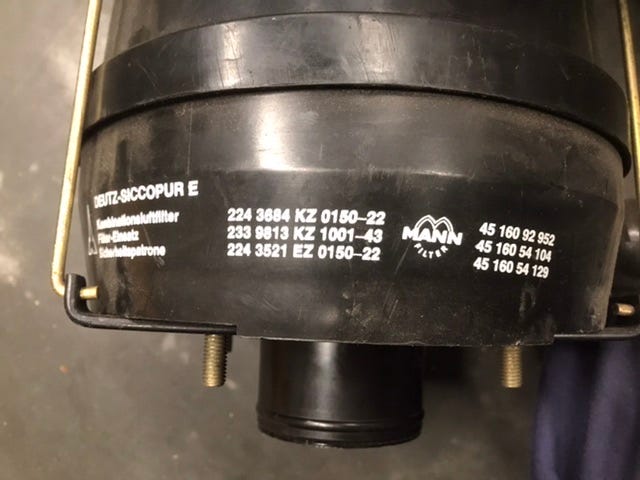 DEUTZ-SICCOPUR E
Kombinationsluftfilter
Filter-Einsatz
Sicherheitspatrone
224 3684 KZ 0150-22
233 9813 KZ 1001-43
224 3521 EZ 0150-22
MANN
FILTER
45 160 92 952
45 160 54 104
45 160 54 129